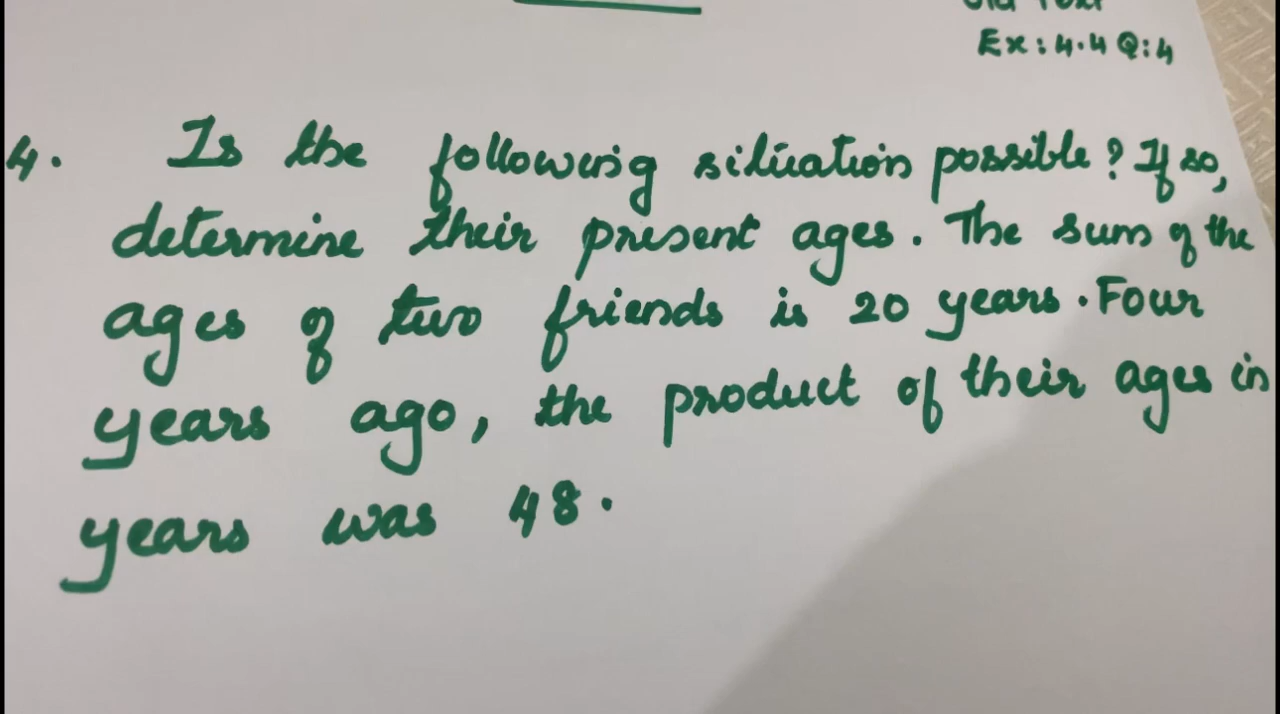 Ex : 4.4 Q:4
4. Is the following situation possible? If so,
determine their present ages. The sum of the
ages of two friends is 20 years. Four
years ago, the product of their ages in
years was 48.